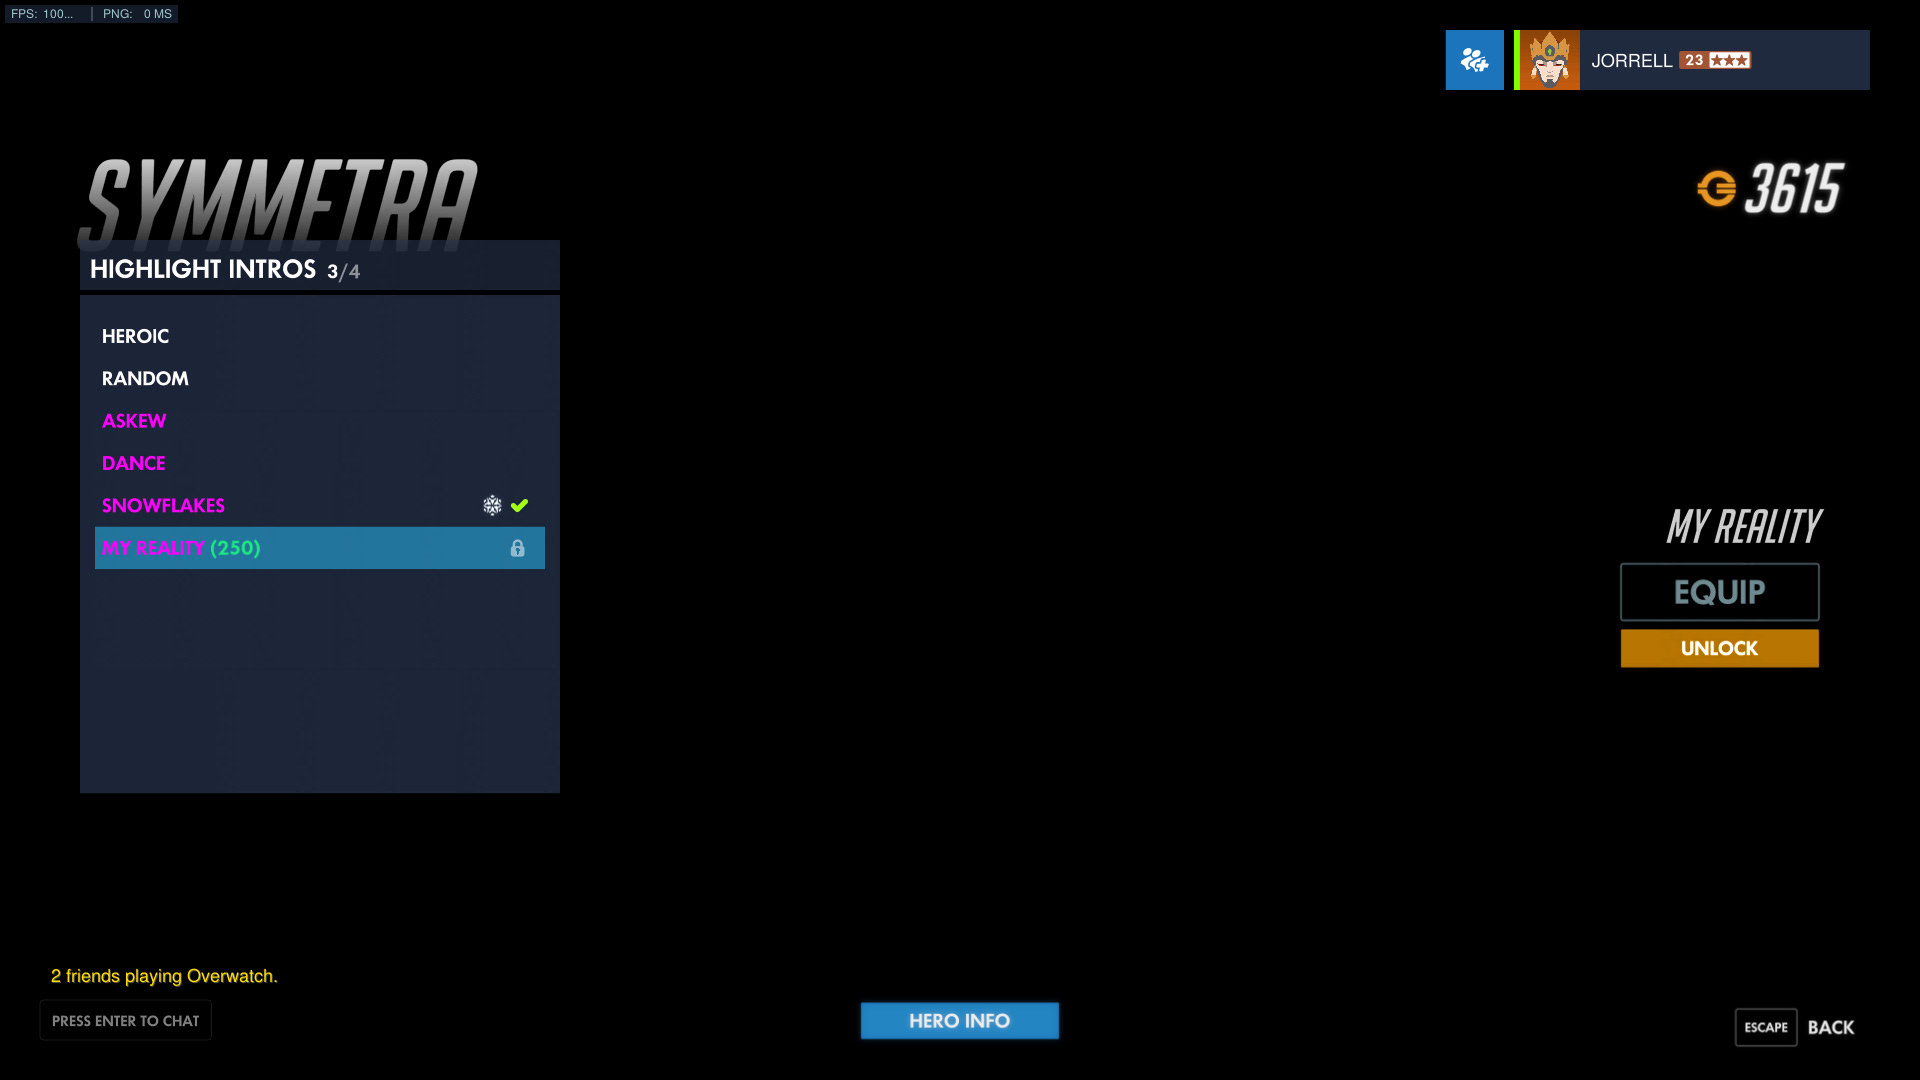 FPS: 100... | PNG: 0 MS
JORRELL 23
SYMMETRA
3615
HIGHLIGHT INTROS 3/4
HEROIC
RANDOM
ASKEW
DANCE
SNOWFLAKES
MY REALITY (250)
MY REALITY
EQUIP
UNLOCK
2 friends playing Overwatch.
PRESS ENTER TO CHAT
HERO INFO
ESCAPE BACK